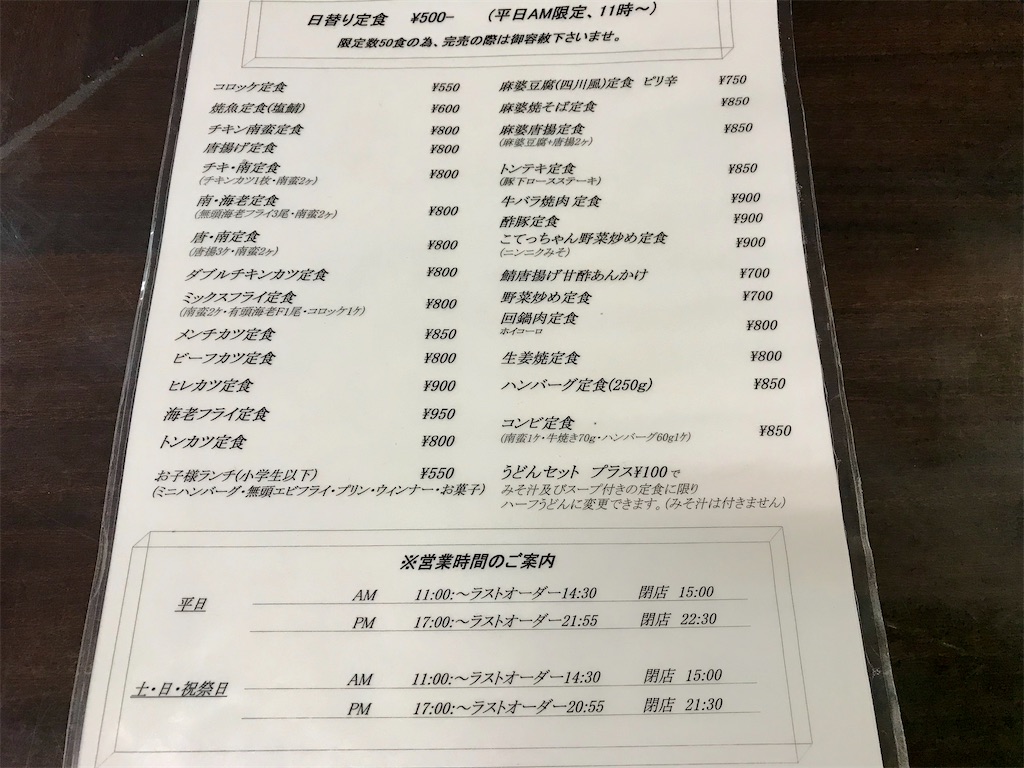 日替り定食 ¥500- (平日AM限定、11時～)
限定数50食の為、完売の際は御容赦下さいませ。
コロッケ定食 ¥550
焼魚定食(塩鯖) ¥600
チキン南蛮定食 ¥800
唐揚げ定食 ¥800
チキ・南定食 ¥800
(チキンカツ1枚・南蛮2ヶ)
南・海老定食 ¥800
(無頭海老フライ3尾・南蛮2ヶ)
唐・南定食 ¥800
(唐揚3ケ・南蛮2ヶ)
ダブルチキンカツ定食 ¥800
ミックスフライ定食 ¥800
(南蛮2ケ・有頭海老F1尾・コロッケ1ケ)
メンチカツ定食 ¥850
ビーフカツ定食 ¥800
ヒレカツ定食 ¥900
海老フライ定食 ¥950
トンカツ定食 ¥800
お子様ランチ(小学生以下) ¥550
(ミニハンバーグ・無頭エビフライ・プリン・ウィンナー・お菓子)
麻婆豆腐(四川風)定食 ピリ辛 ¥750
麻婆焼そば定食 ¥850
麻婆唐揚定食 ¥850
(麻婆豆腐+唐揚2ヶ)
トンテキ定食 ¥850
(豚下ロースステーキ)
牛バラ焼肉 定食 ¥900
酢豚定食 ¥900
こてっちゃん野菜炒め定食 ¥900
(ニンニクみそ)
鯖唐揚げ甘酢あんかけ ¥700
野菜炒め定食 ¥700
回鍋肉定食 ¥800
ホイコーロ
生姜焼定食 ¥800
ハンバーグ定食(250g) ¥850
コンビ定食 ¥850
(南蛮1ケ・牛焼き70g・ハンバーグ60g1ケ)
うどんセット プラス¥100で
みそ汁及びスープ付きの定食に限り
ハーフうどんに変更できます。(みそ汁は付きません)
※営業時間のご案内
平日 AM 11:00:～ラストオーダー14:30 閉店 15:00
PM 17:00:～ラストオーダー21:55 閉店 22:30
土・日・祝祭日 AM 11:00:～ラストオーダー14:30 閉店 15:00
PM 17:00:～ラストオーダー20:55 閉店 21:30